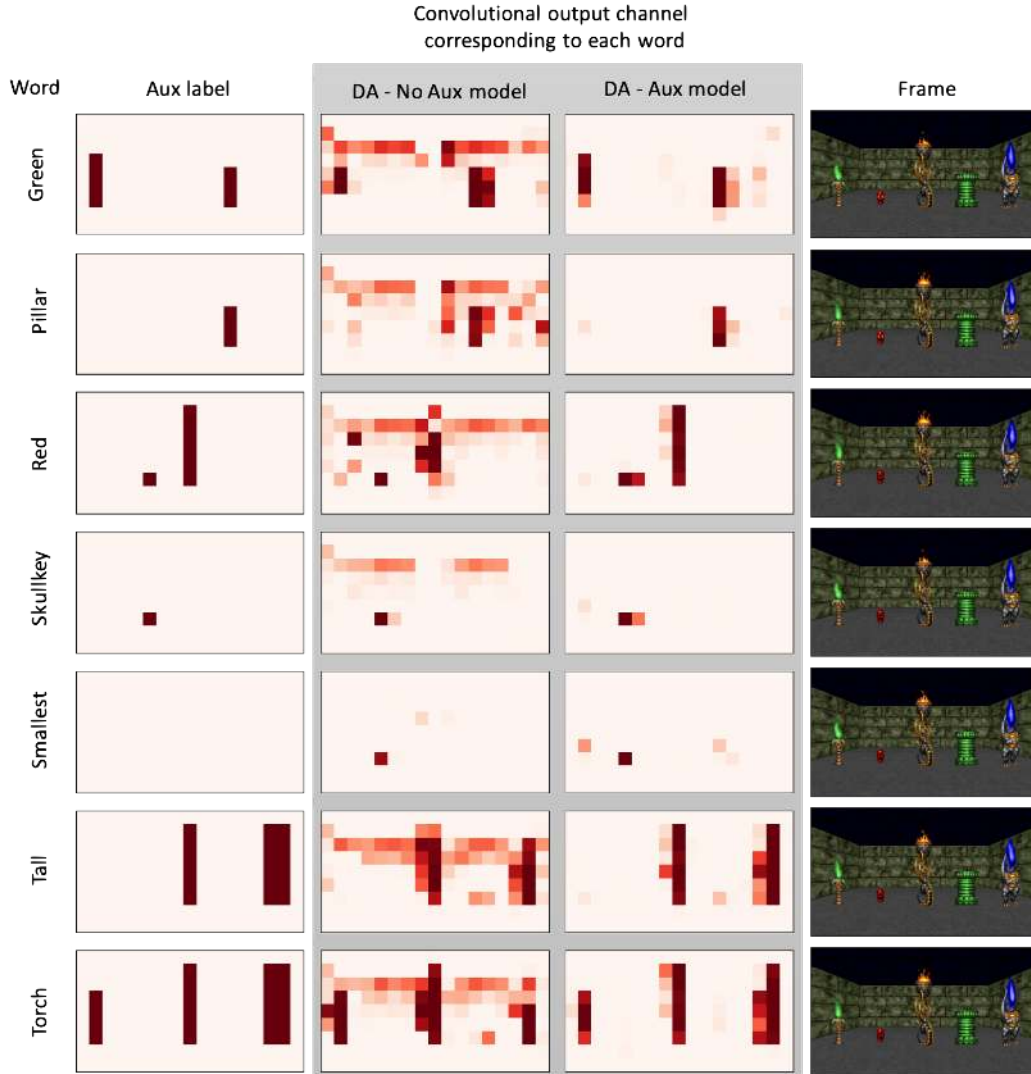 Convolutional output channel
corresponding to each word
Word Aux label DA - No Aux model DA - Aux model Frame
Green
Pillar
Red
Skullkey
Smallest
Tall
Torch